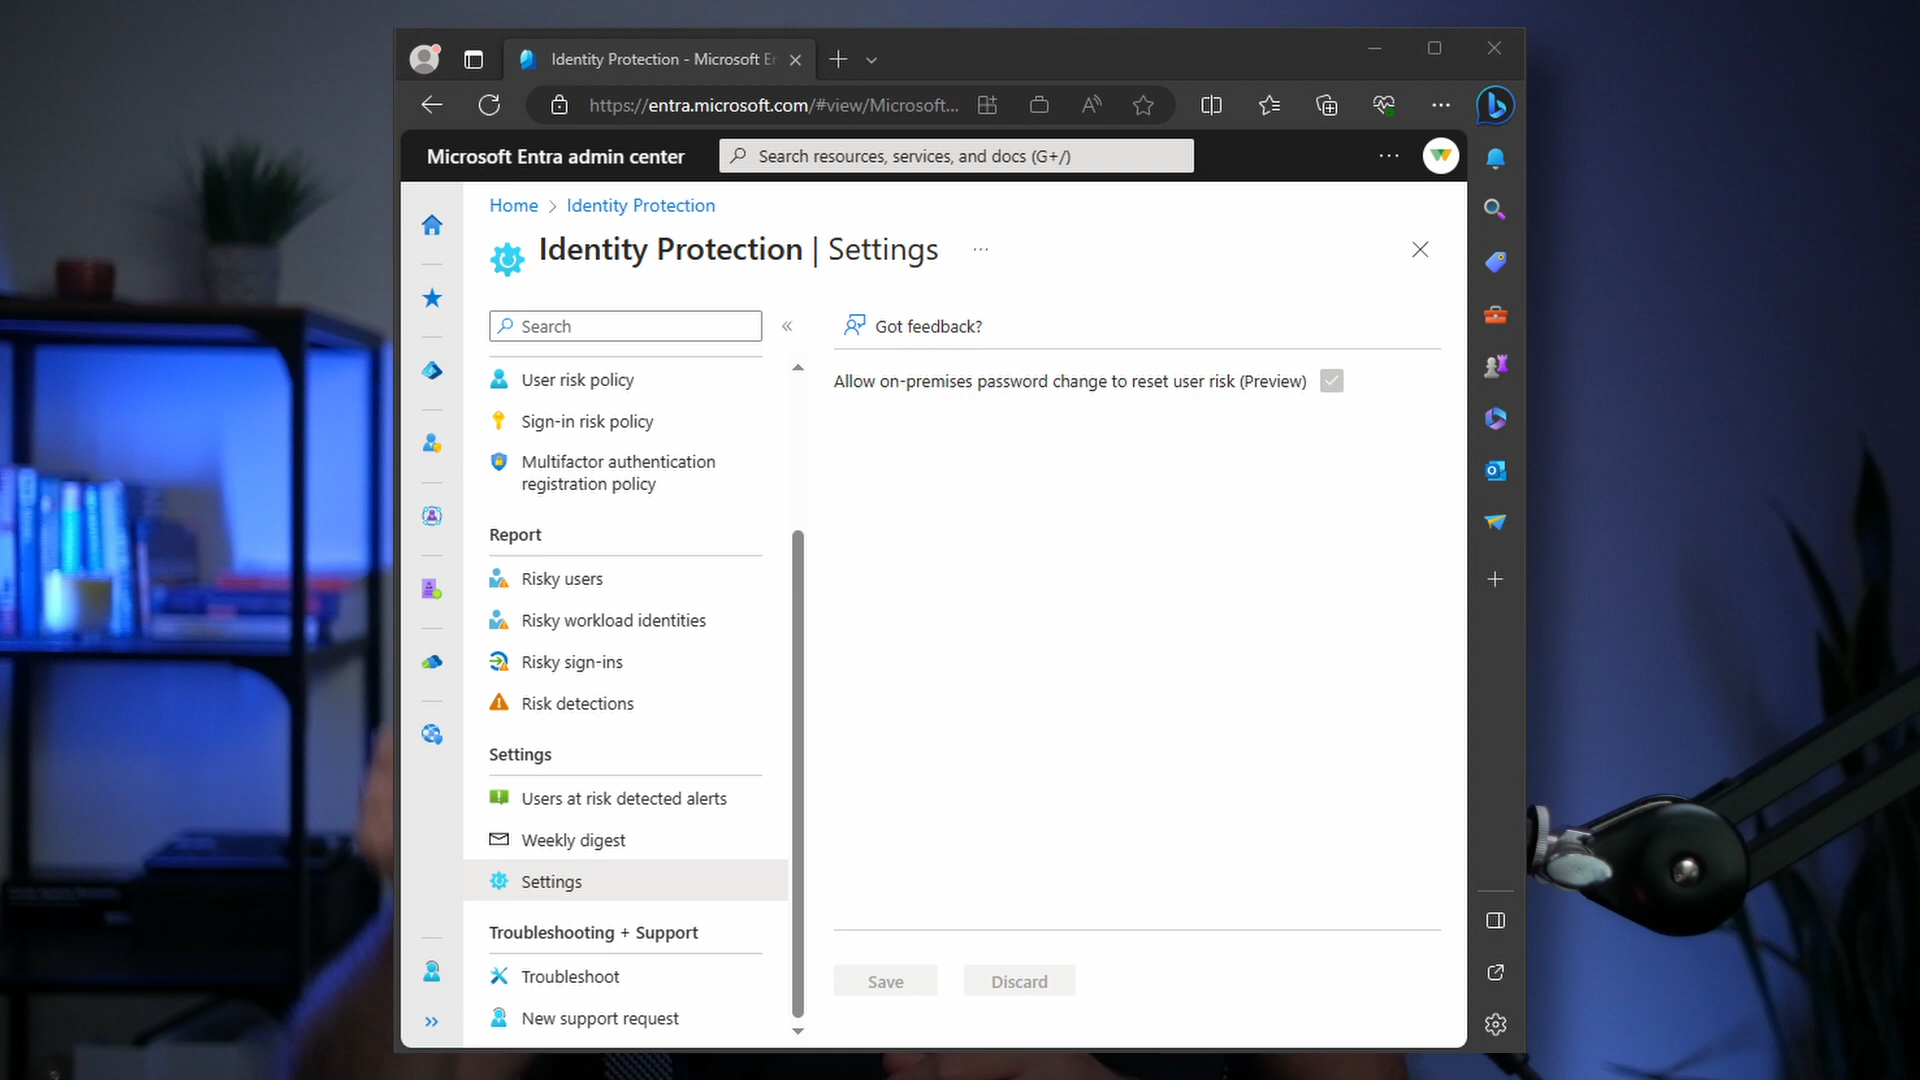 Identity Protection - Microsoft En
https://entra.microsoft.com/#view/Microsoft...
Microsoft Entra admin center
Search resources, services, and docs (G+/)
Home > Identity Protection
Identity Protection | Settings
Search
«
Got feedback?
User risk policy
Allow on-premises password change to reset user risk (Preview)
Sign-in risk policy
Multifactor authentication
registration policy
Report
Risky users
Risky workload identities
Risky sign-ins
Risk detections
Settings
Users at risk detected alerts
Weekly digest
Settings
Troubleshooting + Support
Troubleshoot
Save
Discard
New support request